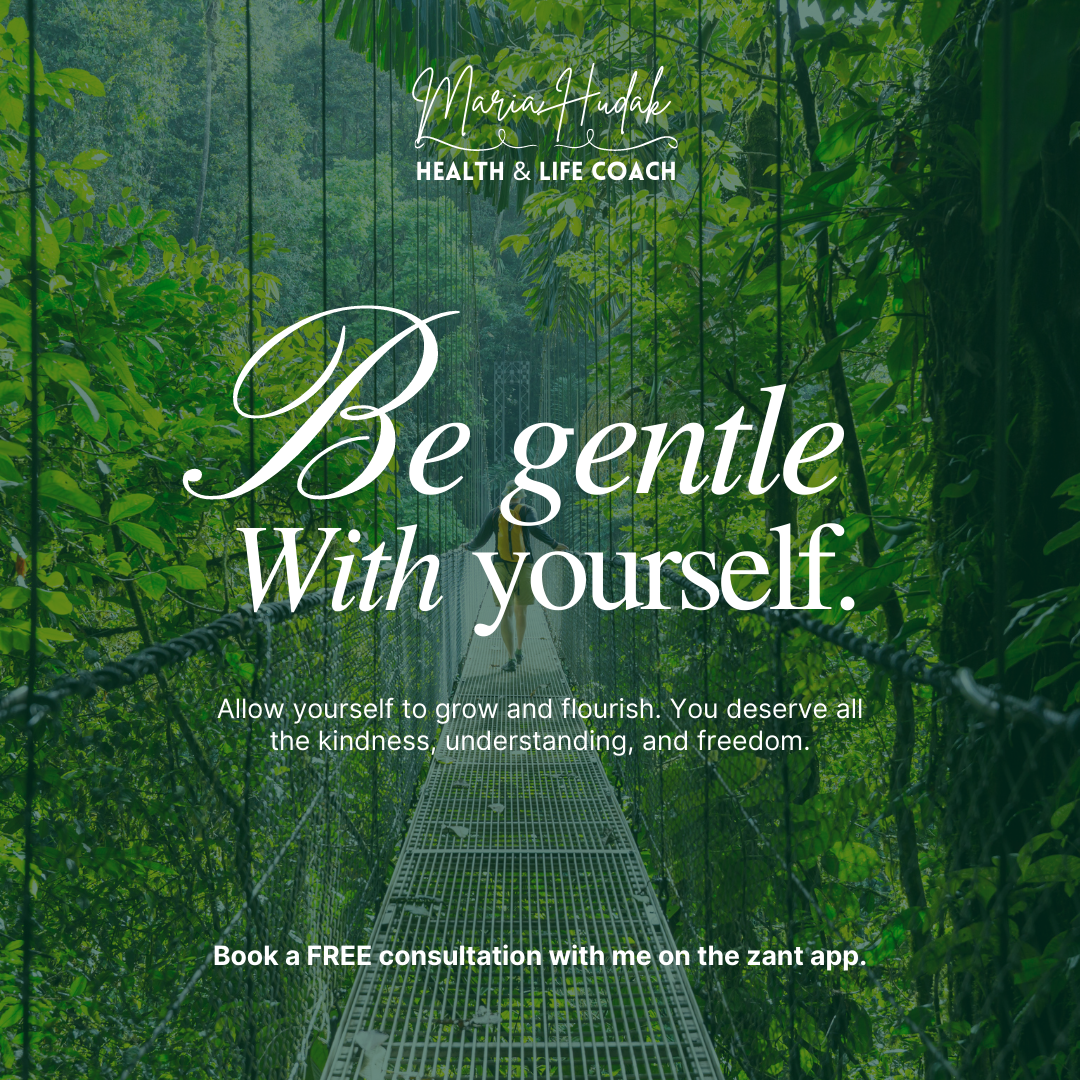 Maria Hudak
HEALTH & LIFE COACH
Be gentle
With yourself.
Allow yourself to grow and flourish. You deserve all
the kindness, understanding, and freedom.
Book a FREE consultation with me on the zant app.